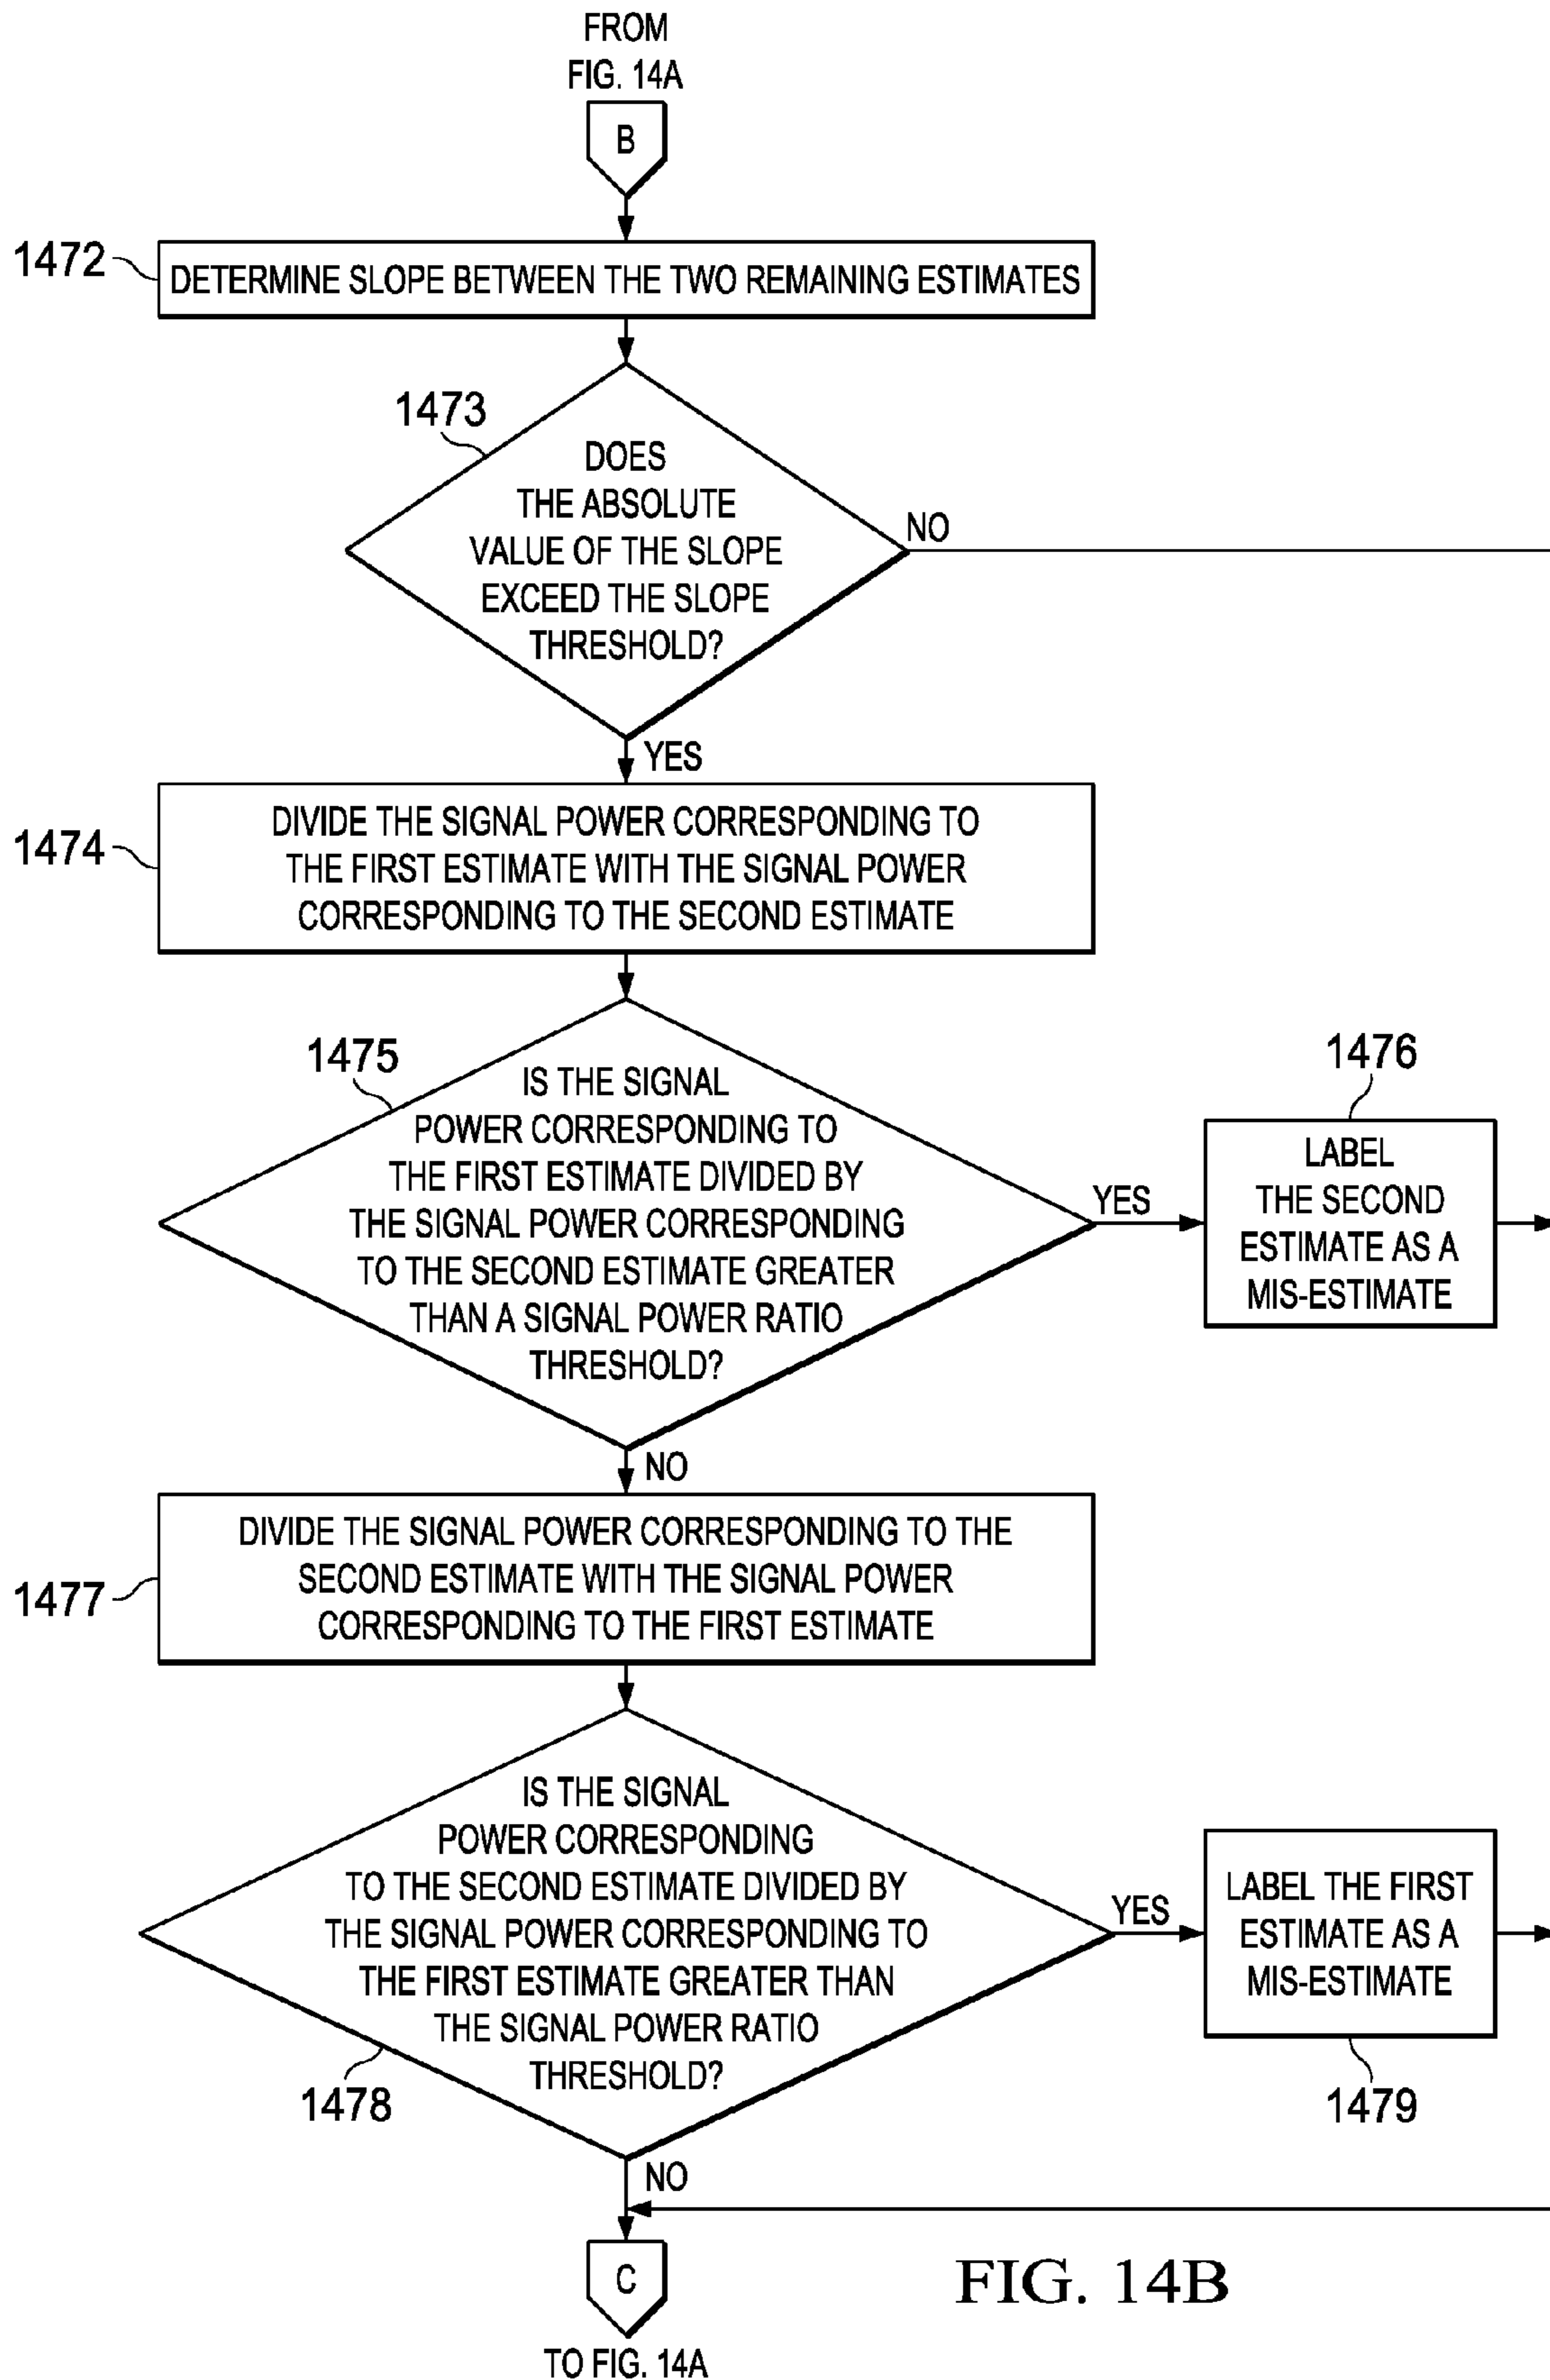 FROM
FIG. 14A
B
1472
DETERMINE SLOPE BETWEEN THE TWO REMAINING ESTIMATES
1473
DOES
THE ABSOLUTE
VALUE OF THE SLOPE
EXCEED THE SLOPE
THRESHOLD?
NO
YES
1474
DIVIDE THE SIGNAL POWER CORRESPONDING TO
THE FIRST ESTIMATE WITH THE SIGNAL POWER
CORRESPONDING TO THE SECOND ESTIMATE
1475
IS THE SIGNAL
POWER CORRESPONDING TO
THE FIRST ESTIMATE DIVIDED BY
THE SIGNAL POWER CORRESPONDING
TO THE SECOND ESTIMATE GREATER
THAN A SIGNAL POWER RATIO
THRESHOLD?
YES
1476
LABEL
THE SECOND
ESTIMATE AS A
MIS-ESTIMATE
NO
1477
DIVIDE THE SIGNAL POWER CORRESPONDING TO THE
SECOND ESTIMATE WITH THE SIGNAL POWER
CORRESPONDING TO THE FIRST ESTIMATE
IS THE SIGNAL
POWER CORRESPONDING
TO THE SECOND ESTIMATE DIVIDED BY
THE SIGNAL POWER CORRESPONDING TO
THE FIRST ESTIMATE GREATER THAN
THE SIGNAL POWER RATIO
THRESHOLD?
1478
YES
LABEL THE FIRST
ESTIMATE AS A
MIS-ESTIMATE
1479
NO
C
TO FIG. 14A
FIG. 14B